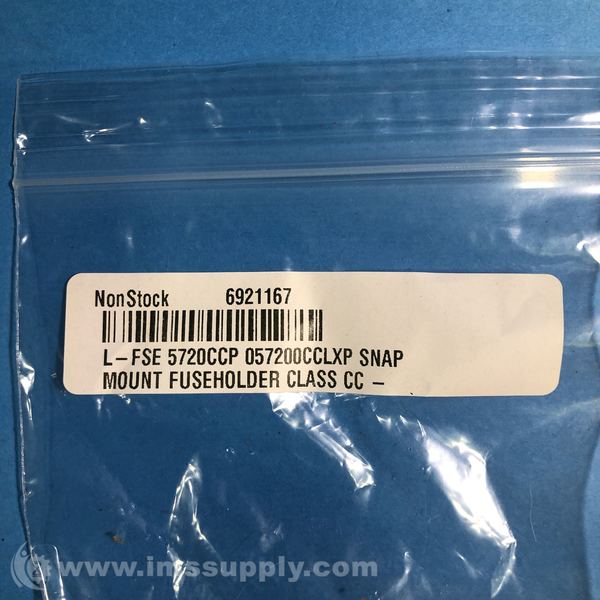 NonStock 6921167
L-FSE 5720CCP 057200CCLXP SNAP
MOUNT FUSEHOLDER CLASS CC -
www.imssupply.com